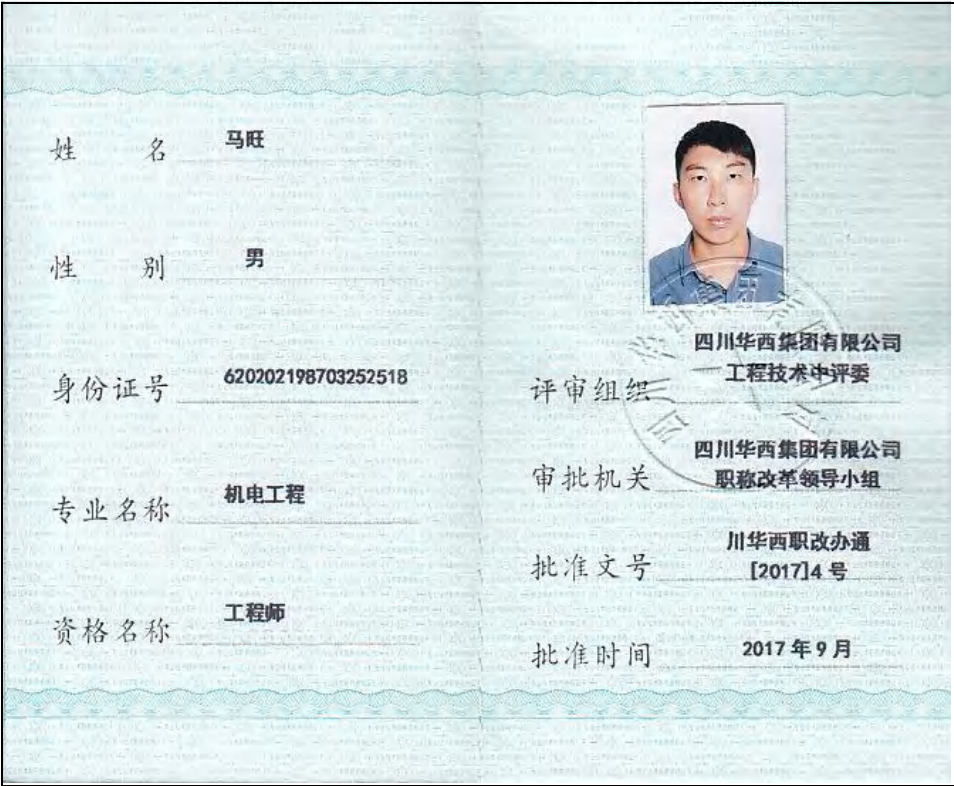 姓名 马旺
性别 男
身份证号 620202198703252518
专业名称 机电工程
资格名称 工程师
四川华西集团有限公司
评审组织 工程技术中评委
四川华西集团有限公司
审批机关 职称改革领导小组
川华西职改办通
批准文号 [2017]4 号
批准时间 2017 年 9 月